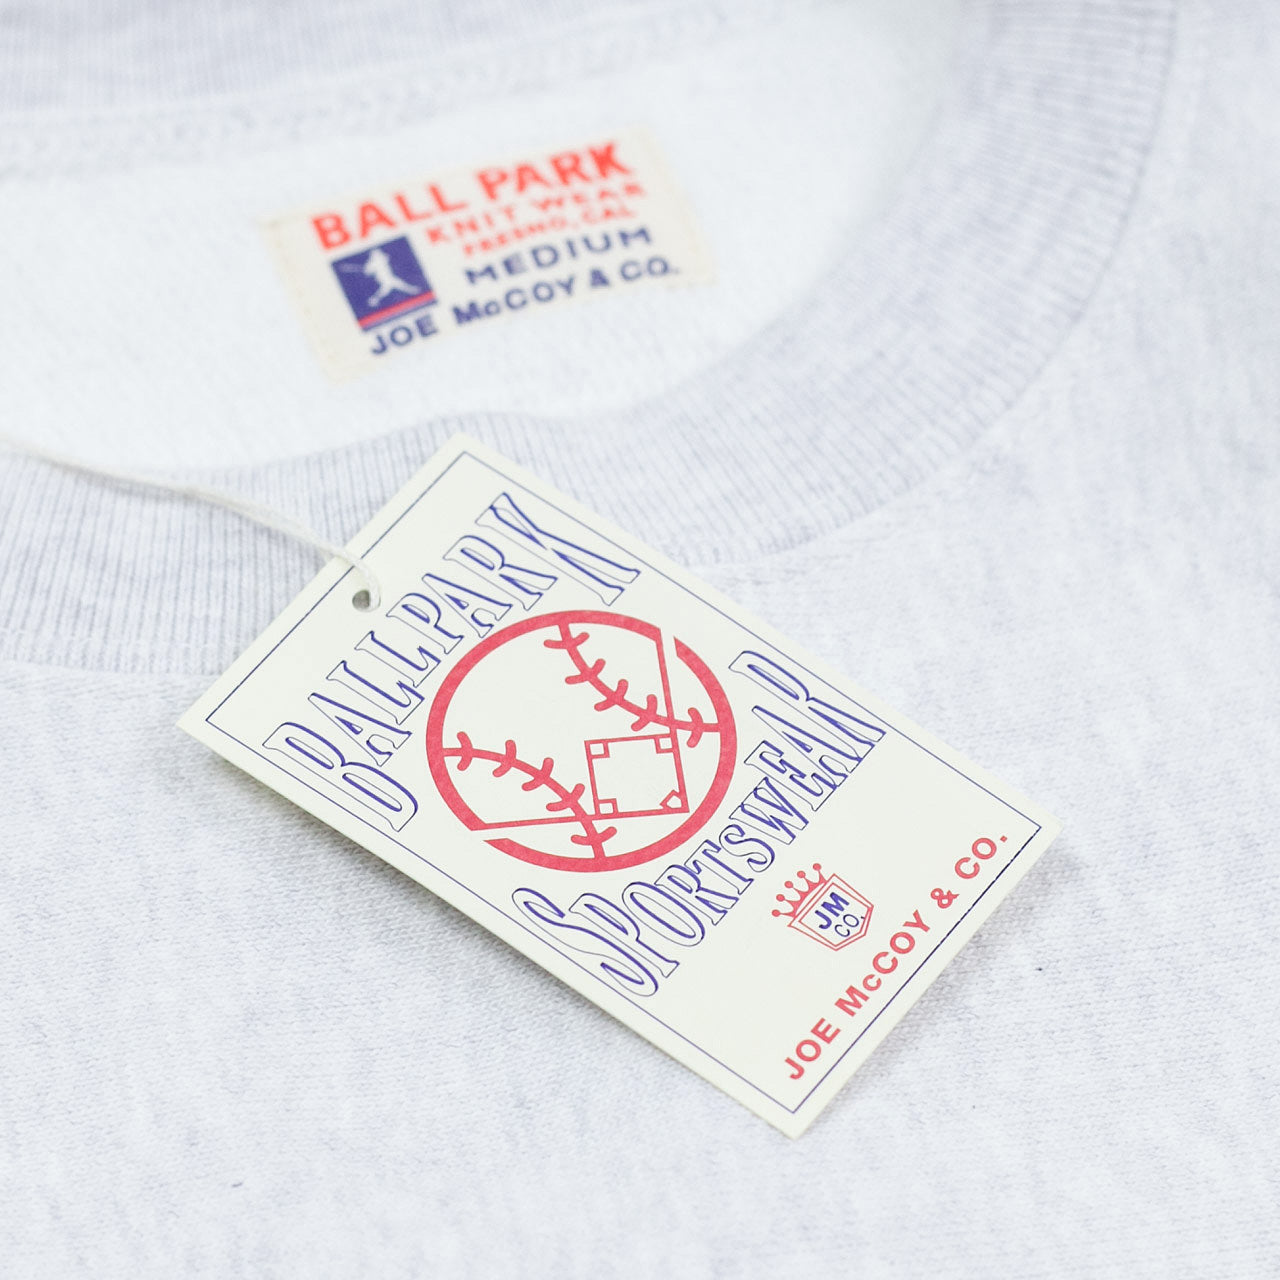 BALL PARK
KNIT WEAR
FRESNO, CAL
MEDIUM
JOE McCOY & CO.
BALLPARK
SPORTSWEAR
JM
CO.
JOE McCOY & CO.